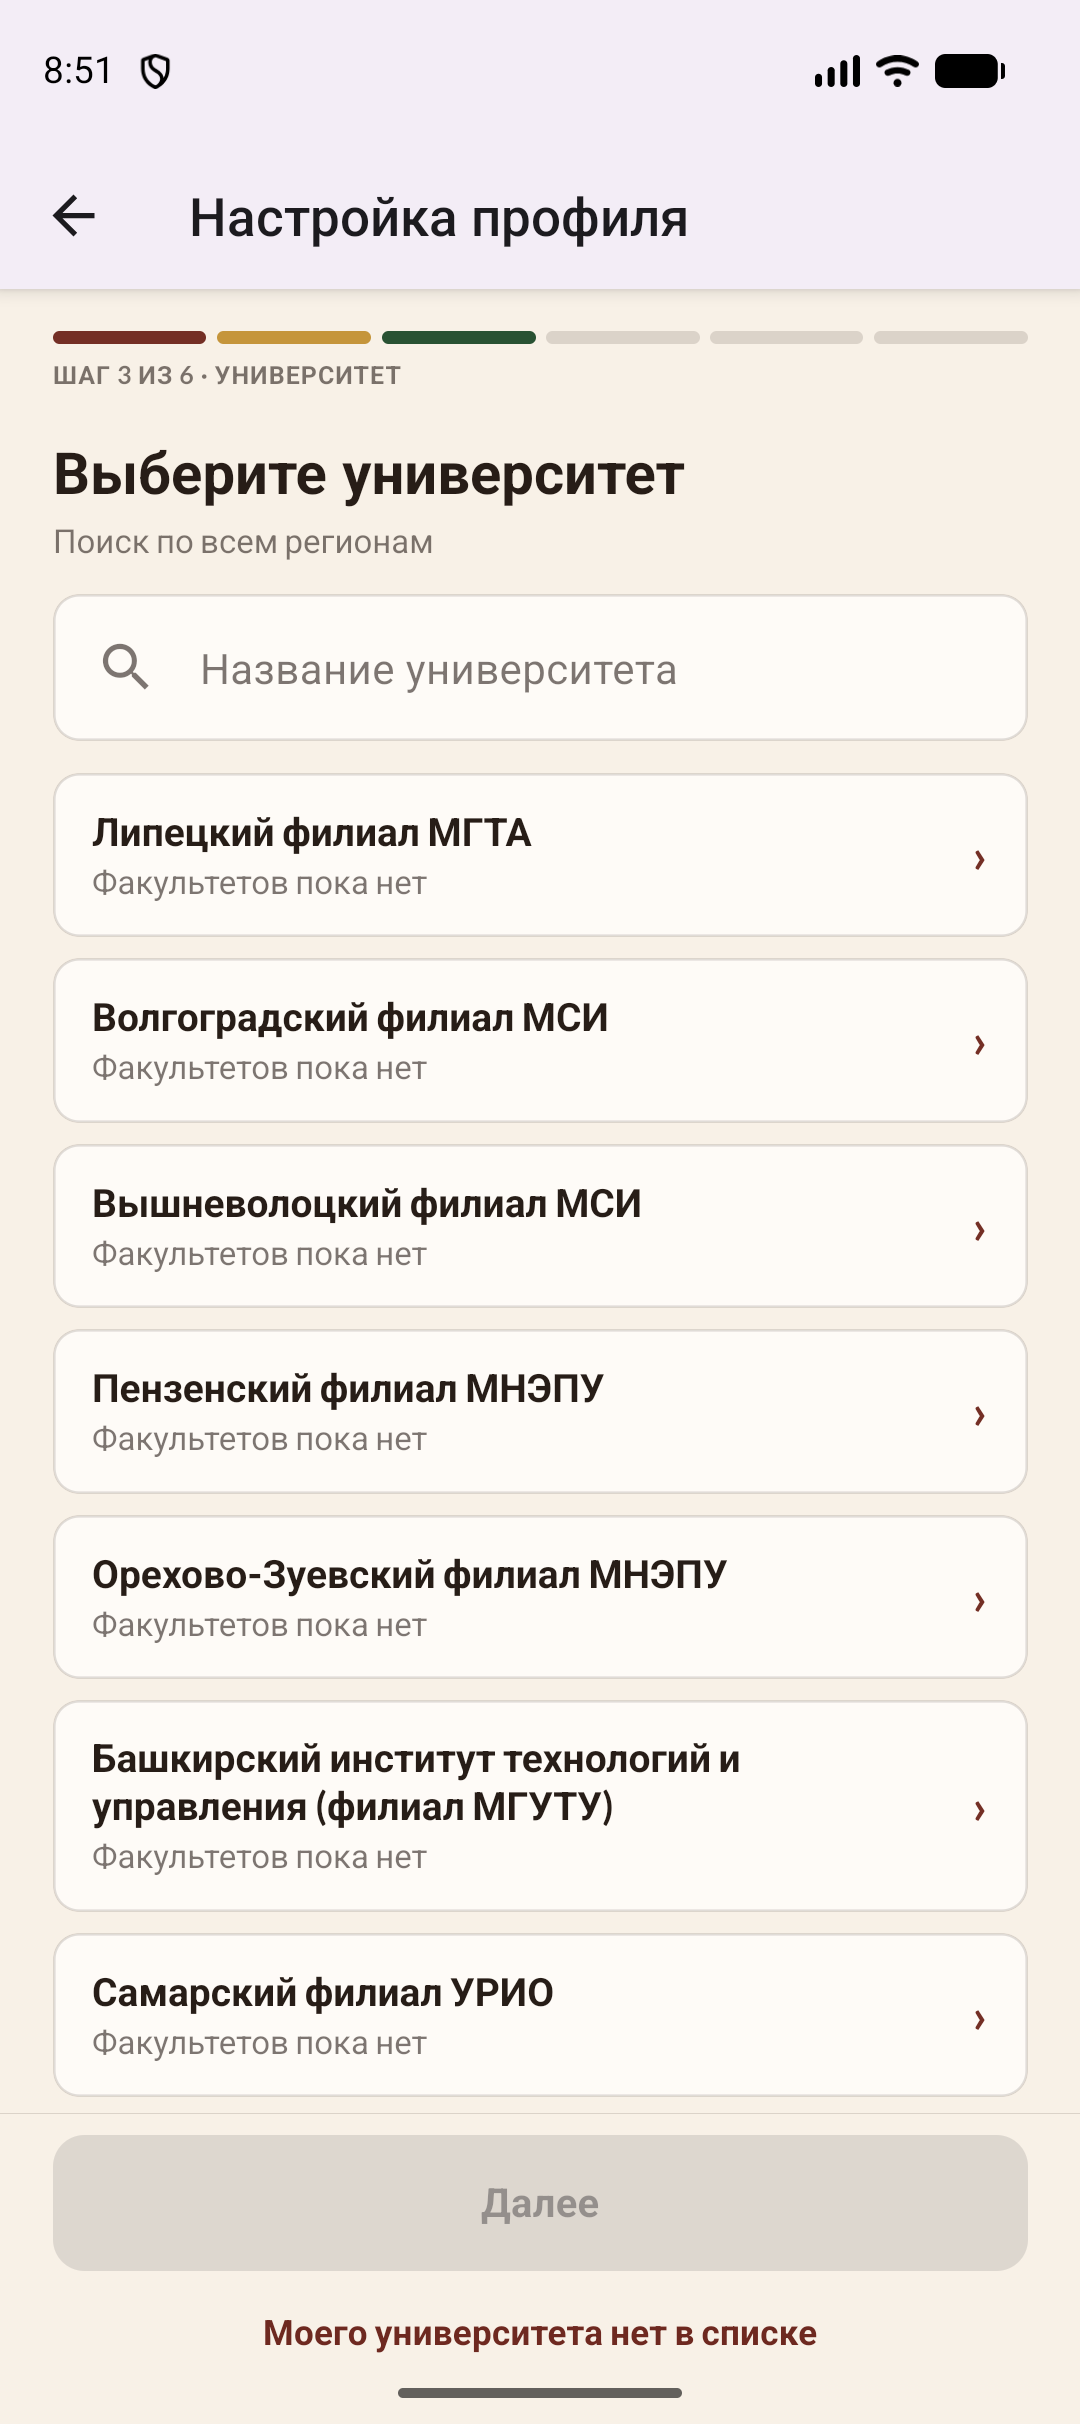 8:51
Настройка профиля
ШАГ 3 ИЗ 6 · УНИВЕРСИТЕТ
Выберите университет
Поиск по всем регионам
Название университета
Липецкий филиал МГТА
Факультетов пока нет
›
Волгоградский филиал МСИ
Факультетов пока нет
›
Вышневолоцкий филиал МСИ
Факультетов пока нет
›
Пензенский филиал МНЭПУ
Факультетов пока нет
›
Орехово-Зуевский филиал МНЭПУ
Факультетов пока нет
›
Башкирский институт технологий и
управления (филиал МГУТУ)
Факультетов пока нет
›
Самарский филиал УРИО
Факультетов пока нет
›
Далее
Моего университета нет в списке